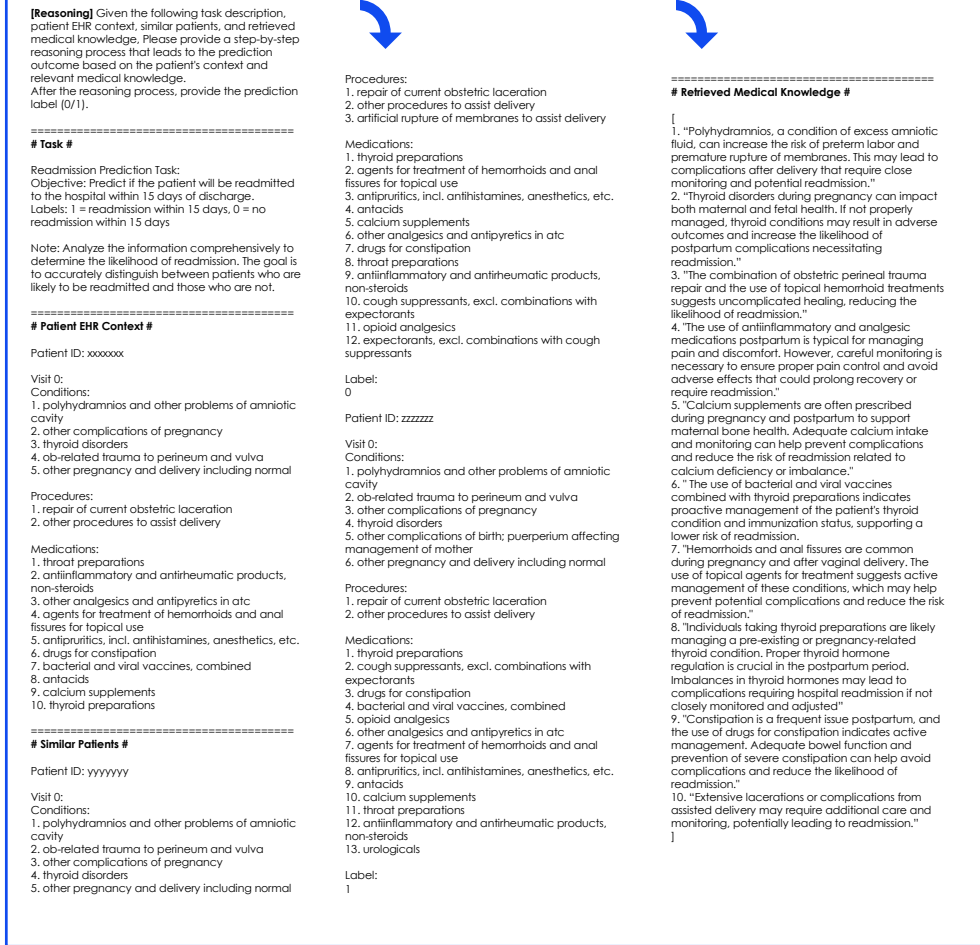 [Reasoning] Given the following task description,
patient EHR context, similar patients, and retrieved
medical knowledge, Please provide a step-by-step
reasoning process that leads to the prediction
outcome based on the patient's context and
relevant medical knowledge.
After the reasoning process, provide the prediction
label (0/1).
========================================
# Task #
Readmission Prediction Task:
Objective: Predict if the patient will be readmitted
to the hospital within 15 days of discharge.
Labels: 1 = readmission within 15 days, 0 = no
readmission within 15 days
Note: Analyze the information comprehensively to
determine the likelihood of readmission. The goal is
to accurately distinguish between patients who are
likely to be readmitted and those who are not.
========================================
# Patient EHR Context #
Patient ID: xxxxxxx
Visit 0:
Conditions:
1. polyhydramnios and other problems of amniotic
cavity
2. other complications of pregnancy
3. thyroid disorders
4. ob-related trauma to perineum and vulva
5. other pregnancy and delivery including normal
Procedures:
1. repair of current obstetric laceration
2. other procedures to assist delivery
Medications:
1. throat preparations
2. antiinflammatory and antirheumatic products,
non-steroids
3. other analgesics and antipyretics in atc
4. agents for treatment of hemorrhoids and anal
fissures for topical use
5. antipruritics, incl. antihistamines, anesthetics, etc.
6. drugs for constipation
7. bacterial and viral vaccines, combined
8. antacids
9. calcium supplements
10. thyroid preparations
========================================
# Similar Patients #
Patient ID: yyyyyyy
Visit 0:
Conditions:
1. polyhydramnios and other problems of amniotic
cavity
2. ob-related trauma to perineum and vulva
3. other complications of pregnancy
4. thyroid disorders
5. other pregnancy and delivery including normal
Procedures:
1. repair of current obstetric laceration
2. other procedures to assist delivery
3. artificial rupture of membranes to assist delivery
Medications:
1. thyroid preparations
2. agents for treatment of hemorrhoids and anal
fissures for topical use
3. antipruritics, incl. antihistamines, anesthetics, etc.
4. antacids
5. calcium supplements
6. other analgesics and antipyretics in atc
7. drugs for constipation
8. throat preparations
9. antiinflammatory and antirheumatic products,
non-steroids
10. cough suppressants, excl. combinations with
expectorants
11. opioid analgesics
12. expectorants, excl. combinations with cough
suppressants
Label:
0
Patient ID: zzzzzzz
Visit 0:
Conditions:
1. polyhydramnios and other problems of amniotic
cavity
2. ob-related trauma to perineum and vulva
3. other complications of pregnancy
4. thyroid disorders
5. other complications of birth; puerperium affecting
management of mother
6. other pregnancy and delivery including normal
Procedures:
1. repair of current obstetric laceration
2. other procedures to assist delivery
Medications:
1. thyroid preparations
2. cough suppressants, excl. combinations with
expectorants
3. drugs for constipation
4. bacterial and viral vaccines, combined
5. opioid analgesics
6. other analgesics and antipyretics in atc
7. agents for treatment of hemorrhoids and anal
fissures for topical use
8. antipruritics, incl. antihistamines, anesthetics, etc.
9. antacids
10. calcium supplements
11. throat preparations
12. antiinflammatory and antirheumatic products,
non-steroids
13. urologicals
Label:
1
========================================
# Retrieved Medical Knowledge #
[
1. “Polyhydramnios, a condition of excess amniotic
fluid, can increase the risk of preterm labor and
premature rupture of membranes. This may lead to
complications after delivery that require close
monitoring and potential readmission.”
2. “Thyroid disorders during pregnancy can impact
both maternal and fetal health. If not properly
managed, thyroid conditions may result in adverse
outcomes and increase the likelihood of
postpartum complications necessitating
readmission.”
3. "The combination of obstetric perineal trauma
repair and the use of topical hemorrhoid treatments
suggests uncomplicated healing, reducing the
likelihood of readmission.”
4. "The use of antiinflammatory and analgesic
medications postpartum is typical for managing
pain and discomfort. However, careful monitoring is
necessary to ensure proper pain control and avoid
adverse effects that could prolong recovery or
require readmission."
5. "Calcium supplements are often prescribed
during pregnancy and postpartum to support
maternal bone health. Adequate calcium intake
and monitoring can help prevent complications
and reduce the risk of readmission related to
calcium deficiency or imbalance."
6. " The use of bacterial and viral vaccines
combined with thyroid preparations indicates
proactive management of the patient's thyroid
condition and immunization status, supporting a
lower risk of readmission.
7. "Hemorrhoids and anal fissures are common
during pregnancy and after vaginal delivery. The
use of topical agents for treatment suggests active
management of these conditions, which may help
prevent potential complications and reduce the risk
of readmission."
8. "Individuals taking thyroid preparations are likely
managing a pre-existing or pregnancy-related
thyroid condition. Proper thyroid hormone
regulation is crucial in the postpartum period.
Imbalances in thyroid hormones may lead to
complications requiring hospital readmission if not
closely monitored and adjusted”
9. "Constipation is a frequent issue postpartum, and
the use of drugs for constipation indicates active
management. Adequate bowel function and
prevention of severe constipation can help avoid
complications and reduce the likelihood of
readmission."
10. “Extensive lacerations or complications from
assisted delivery may require additional care and
monitoring, potentially leading to readmission.”
]